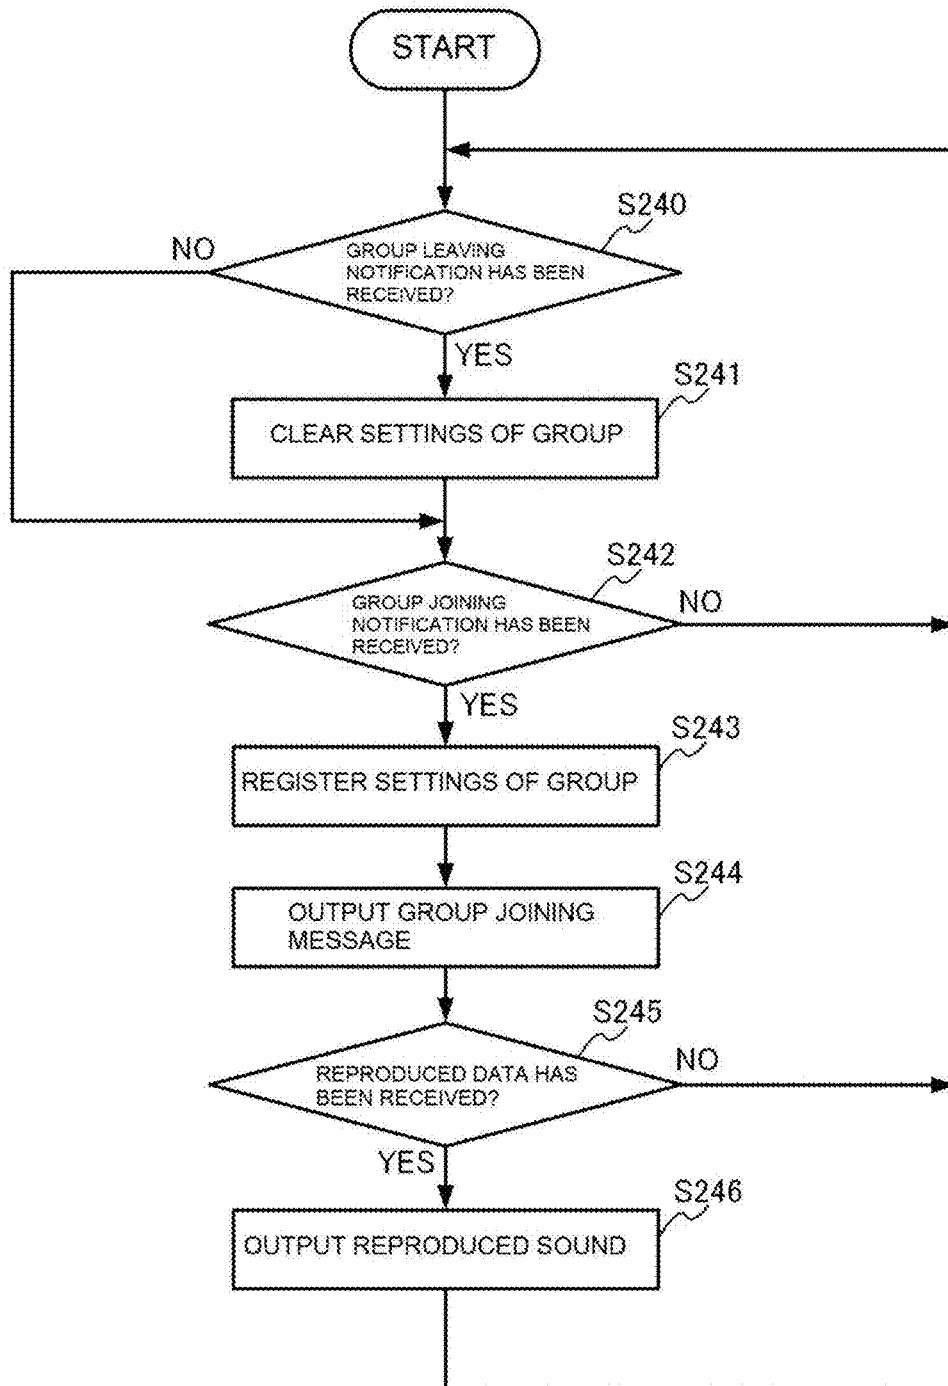 START
S240
NO
GROUP LEAVING
NOTIFICATION HAS BEEN
RECEIVED?
YES
S241
CLEAR SETTINGS OF GROUP
S242
GROUP JOINING
NOTIFICATION HAS BEEN
RECEIVED?
NO
YES
S243
REGISTER SETTINGS OF GROUP
S244
OUTPUT GROUP JOINING
MESSAGE
S245
REPRODUCED DATA HAS
BEEN RECEIVED?
NO
YES
S246
OUTPUT REPRODUCED SOUND